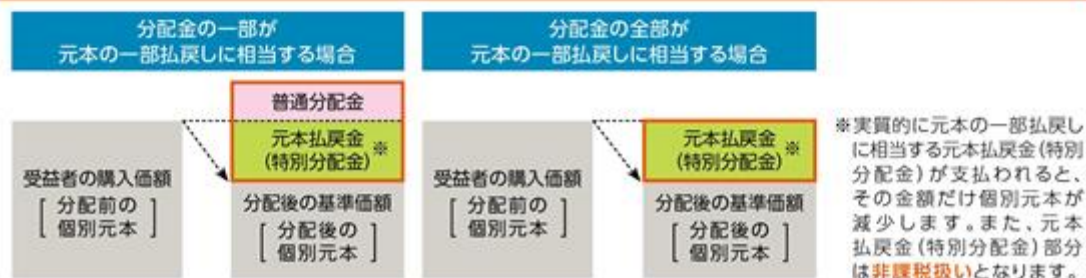 分配金の一部が
元本の一部払戻しに相当する場合
普通分配金
元本払戻金
(特別分配金)
※
受益者の購入価額
分配前の
個別元本
分配後の基準価額
分配後の
個別元本
分配金の全部が
元本の一部払戻しに相当する場合
元本払戻金
(特別分配金)
※
受益者の購入価額
分配前の
個別元本
分配後の基準価額
分配後の
個別元本
※実質的に元本の一部払戻し
に相当する元本払戻金(特別
分配金)が支払われると、
その金額だけ個別元本が
減少します。また、元本
払戻金(特別分配金)部分
は非課税扱いとなります。